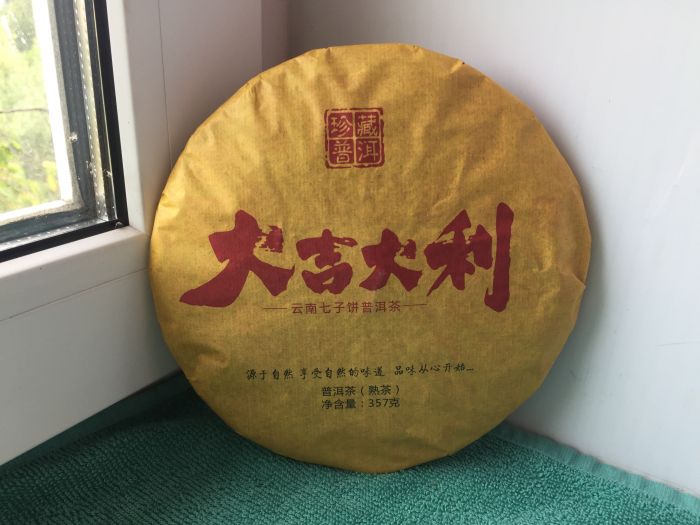 珍藏
普洱
犬吉犬利
云南七子饼普洱茶
源于自然 享受自然的味道 品味从心开始...
普洱茶（熟茶）
净含量：357克